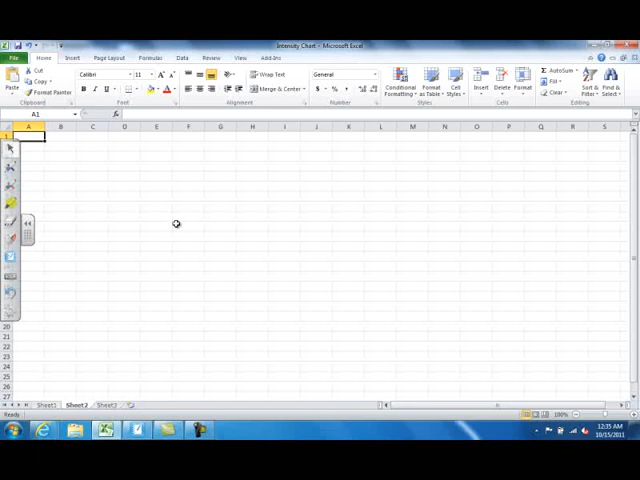 Intensity Chart - Microsoft Excel
File Home Insert Page Layout Formulas Data Review View Add-Ins
Cut
Copy
Format Painter
Paste
Clipboard
Calibri 11
Font
Wrap Text
Merge & Center
Alignment
General
Number
Conditional Formatting
Format as Table
Cell Styles
Styles
Insert Delete Format
Cells
AutoSum
Fill
Clear
Sort & Filter
Find & Select
Editing
A1 fx
A B C D E F G H I J K L M N O P Q R S
1
20
21
22
23
24
25
26
27
Sheet1 Sheet2 Sheet3
Ready 100%
12:35 AM
10/15/2011